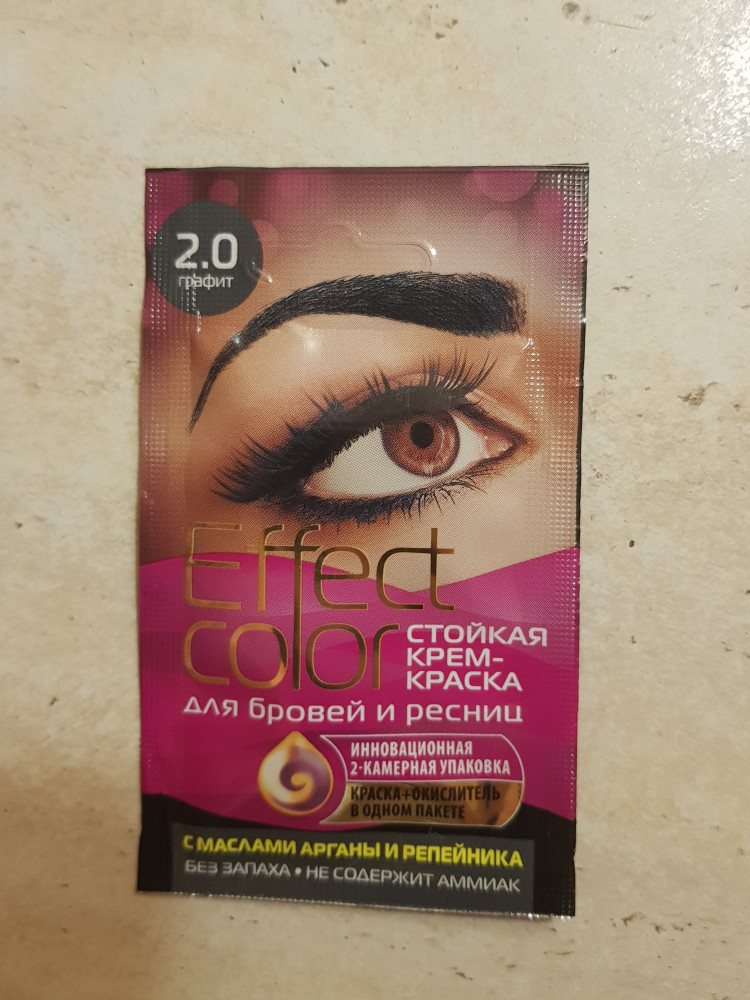 2.0
графит
Effect
color
СТОЙКАЯ
КРЕМ-
КРАСКА
для бровей и ресниц
ИННОВАЦИОННАЯ
2-КАМЕРНАЯ УПАКОВКА
КРАСКА+ОКИСЛИТЕЛЬ
В ОДНОМ ПАКЕТЕ
С МАСЛАМИ АРГАНЫ И РЕПЕЙНИКА
БЕЗ ЗАПАХА • НЕ СОДЕРЖИТ АММИАК